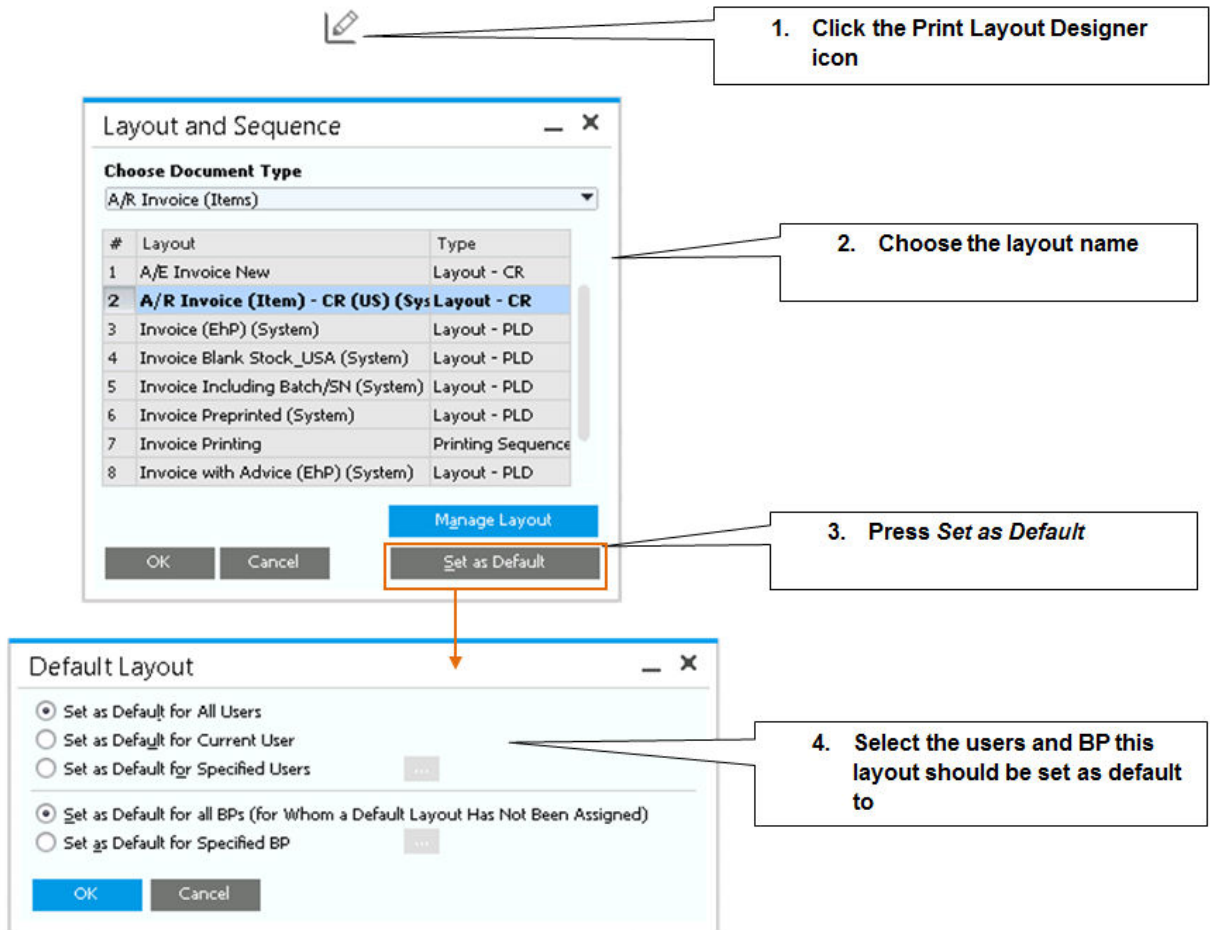 1. Click the Print Layout Designer
icon
Layout and Sequence
Choose Document Type
A/R Invoice (Items)
# Layout Type
1 A/E Invoice New Layout - CR
2 A/R Invoice (Item) - CR (US) (Sys Layout - CR
3 Invoice (EhP) (System) Layout - PLD
4 Invoice Blank Stock_USA (System) Layout - PLD
5 Invoice Including Batch/SN (System) Layout - PLD
6 Invoice Preprinted (System) Layout - PLD
7 Invoice Printing Printing Sequence
8 Invoice with Advice (EhP) (System) Layout - PLD
2. Choose the layout name
Manage Layout
OK Cancel Set as Default
3. Press Set as Default
Default Layout
Set as Default for All Users
Set as Default for Current User
Set as Default for Specified Users ...
Set as Default for all BPs (for Whom a Default Layout Has Not Been Assigned)
Set as Default for Specified BP ...
OK Cancel
4. Select the users and BP this
layout should be set as default
to